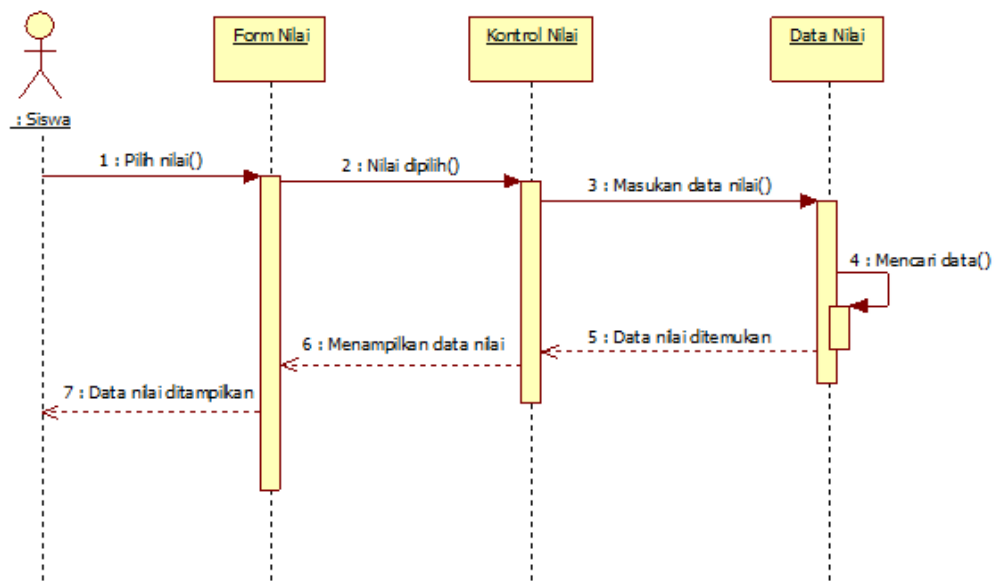 Form Nilai
Kontrol Nilai
Data Nilai
: Siswa
1 : Pilih nilai()
2 : Nilai dipilih()
3 : Masukan data nilai()
4 : Mencari data()
5 : Data nilai ditemukan
6 : Menampilkan data nilai
7 : Data nilai ditampilkan